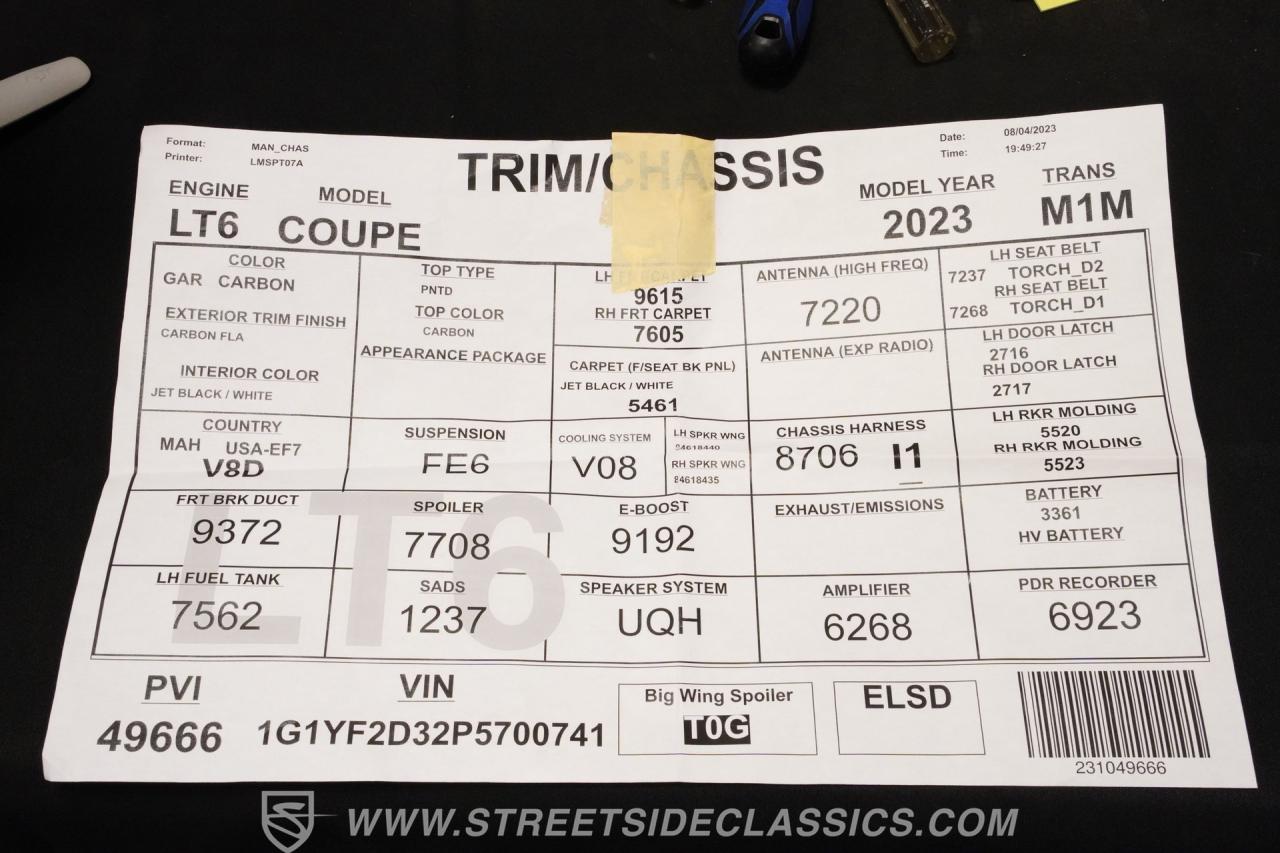 Format: MAN_CHAS
Printer: LMSPT07A
TRIM/CHASSIS
Date: 08/04/2023
Time: 19:49:27
ENGINE MODEL MODEL YEAR TRANS
LT6 COUPE 2023 M1M
COLOR
GAR CARBON
EXTERIOR TRIM FINISH
CARBON FLA
INTERIOR COLOR
JET BLACK / WHITE
TOP TYPE
PNTD
TOP COLOR
CARBON
APPEARANCE PACKAGE
LH FRT CARPET
9615
RH FRT CARPET
7605
CARPET (F/SEAT BK PNL)
JET BLACK / WHITE
5461
ANTENNA (HIGH FREQ)
7220
ANTENNA (EXP RADIO)
LH SEAT BELT
7237 TORCH_D2
RH SEAT BELT
7268 TORCH_D1
LH DOOR LATCH
2716
RH DOOR LATCH
2717
COUNTRY
MAH USA-EF7
V8D
SUSPENSION
FE6
COOLING SYSTEM
V08
LH SPKR WNG
84618440
RH SPKR WNG
84618435
CHASSIS HARNESS
8706 I1
LH RKR MOLDING
5520
RH RKR MOLDING
5523
FRT BRK DUCT
9372
SPOILER
7708
E-BOOST
9192
EXHAUST/EMISSIONS
BATTERY
3361
HV BATTERY
LH FUEL TANK
7562
SADS
1237
SPEAKER SYSTEM
UQH
AMPLIFIER
6268
PDR RECORDER
6923
LT6
PVI
49666
VIN
1G1YF2D32P5700741
Big Wing Spoiler
T0G
ELSD
231049666
WWW.STREETSIDECLASSICS.COM